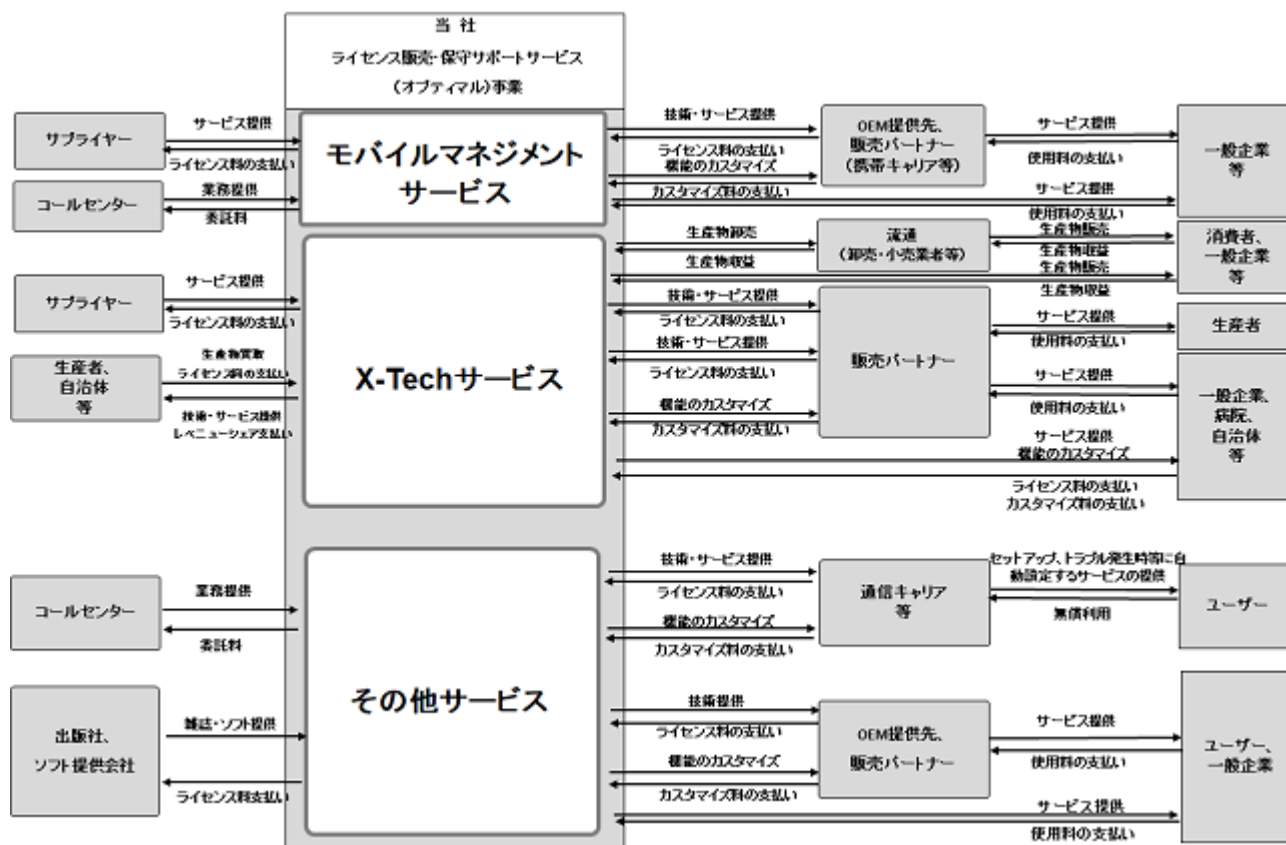 当 社
ライセンス販売・保守サポートサービス
（オプティマル）事業
サプライヤー
サービス提供
ライセンス料の支払い
コールセンター
業務提供
委託料
モバイルマネジメント
サービス
技術・サービス提供
ライセンス料の支払い
機能のカスタマイズ
カスタマイズ料の支払い
OEM提供先、
販売パートナー
（携帯キャリア等）
サービス提供
使用料の支払い
サービス提供
使用料の支払い
一般企業
等
サプライヤー
サービス提供
ライセンス料の支払い
生産者、
自治体
等
生産物買取
ライセンス料の支払い
技術・サービス提供
レベニューシェア支払い
X-Techサービス
生産物卸売
生産物収益
流通
（卸売・小売業者等）
生産物販売
生産物収益
生産物販売
生産物収益
消費者、
一般企業
等
技術・サービス提供
ライセンス料の支払い
技術・サービス提供
ライセンス料の支払い
機能のカスタマイズ
カスタマイズ料の支払い
販売パートナー
サービス提供
使用料の支払い
生産者
サービス提供
使用料の支払い
サービス提供
機能のカスタマイズ
ライセンス料の支払い
カスタマイズ料の支払い
一般企業、
病院、
自治体
等
コールセンター
業務提供
委託料
出版社、
ソフト提供会社
雑誌・ソフト提供
ライセンス料支払い
その他サービス
技術・サービス提供
ライセンス料の支払い
機能のカスタマイズ
カスタマイズ料の支払い
通信キャリア
等
セットアップ、トラブル発生時等に自
動設定するサービスの提供
無償利用
ユーザー
技術提供
ライセンス料の支払い
機能のカスタマイズ
カスタマイズ料の支払い
OEM提供先、
販売パートナー
サービス提供
使用料の支払い
サービス提供
使用料の支払い
ユーザー、
一般企業